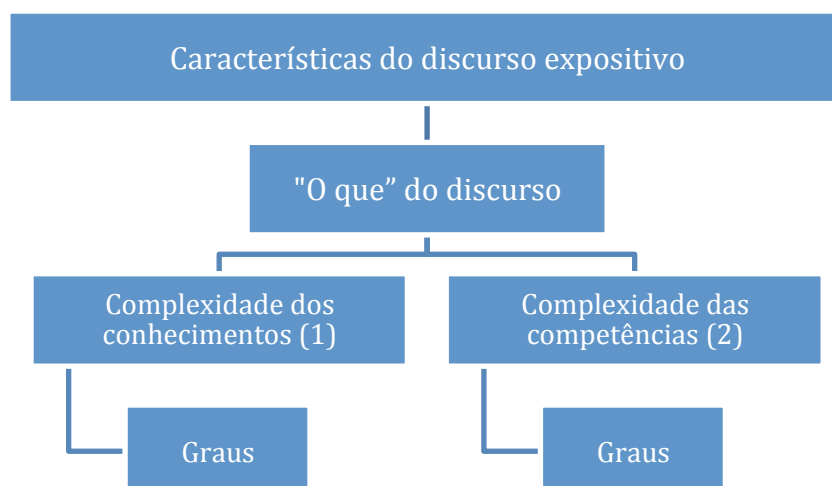 Características do discurso expositivo
"O que” do discurso
Complexidade dos
conhecimentos (1)
Complexidade das
competências (2)
Graus
Graus